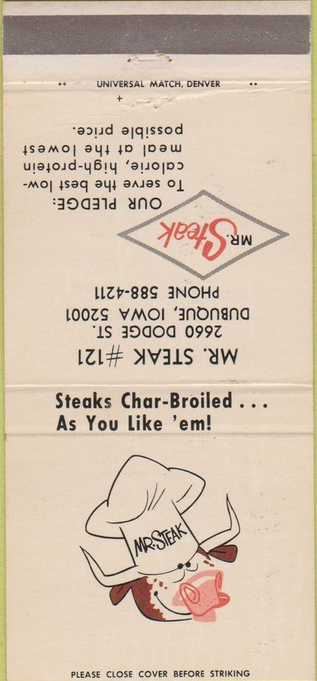 UNIVERSAL MATCH, DENVER
MR. STEAK #121
2660 DODGE ST.
DUBUQUE, IOWA 52001
PHONE 588-4211
MR. Steak
OUR PLEDGE:
To serve the best low-
calorie, high-protein
meal at the lowest
possible price.
Steaks Char-Broiled . . .
As You Like 'em!
MR. STEAK
PLEASE CLOSE COVER BEFORE STRIKING